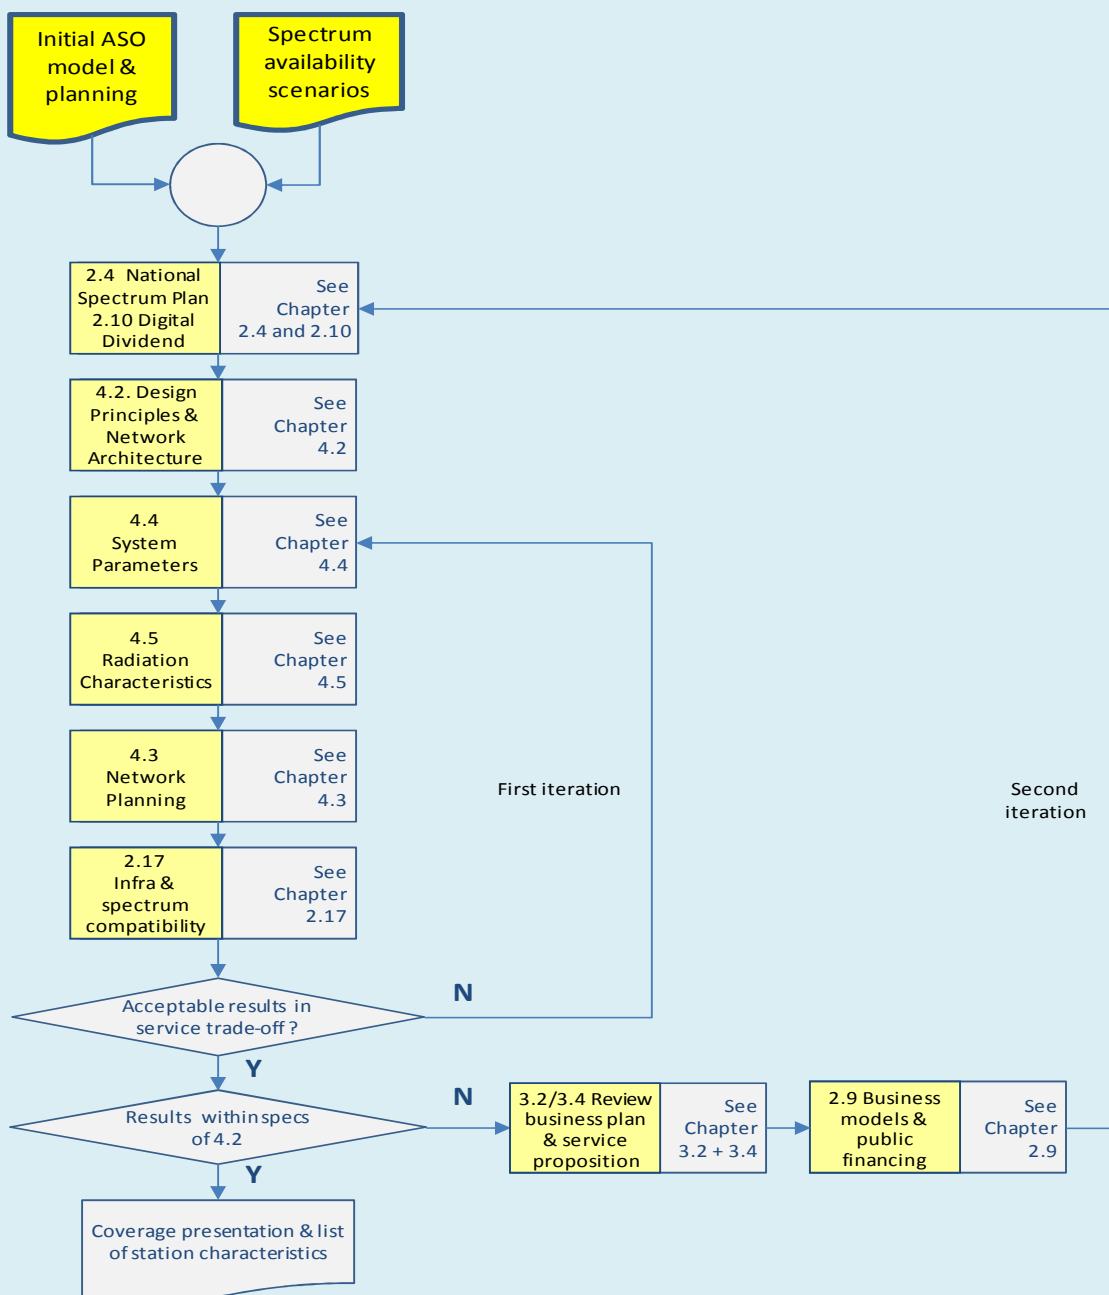 Initial ASO
model &
planning
Spectrum
availability
scenarios
2.4 National
Spectrum Plan
2.10 Digital
Dividend
See
Chapter
2.4 and 2.10
4.2. Design
Principles &
Network
Architecture
See
Chapter
4.2
4.4
System
Parameters
See
Chapter
4.4
4.5
Radiation
Characteristics
See
Chapter
4.5
4.3
Network
Planning
See
Chapter
4.3
First iteration
Second
iteration
2.17
Infra &
spectrum
compatibility
See
Chapter
2.17
Acceptable results in
service trade-off?
N
Y
Results within specs
of 4.2
N
Y
3.2/3.4 Review
business plan
& service
proposition
See
Chapter
3.2 + 3.4
2.9 Business
models &
public
financing
See
Chapter
2.9
Coverage presentation & list
of station characteristics